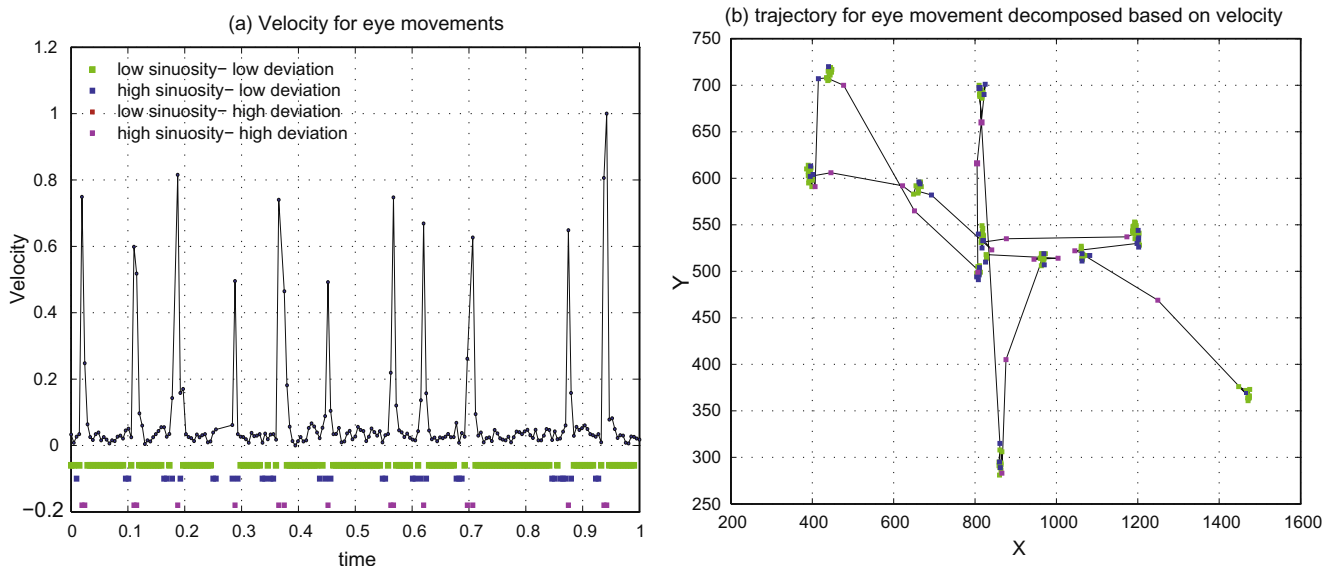 (a) Velocity for eye movements
1.2
1
0.8
0.6
0.4
0.2
0
−0.2
Velocity
low sinuosity− low deviation
high sinuosity− low deviation
low sinuosity− high deviation
high sinuosity− high deviation
0 0.1 0.2 0.3 0.4 0.5 0.6 0.7 0.8 0.9 1
time
(b) trajectory for eye movement decomposed based on velocity
750
700
650
600
550
500
450
400
350
300
250
Y
200 400 600 800 1000 1200 1400 1600
X